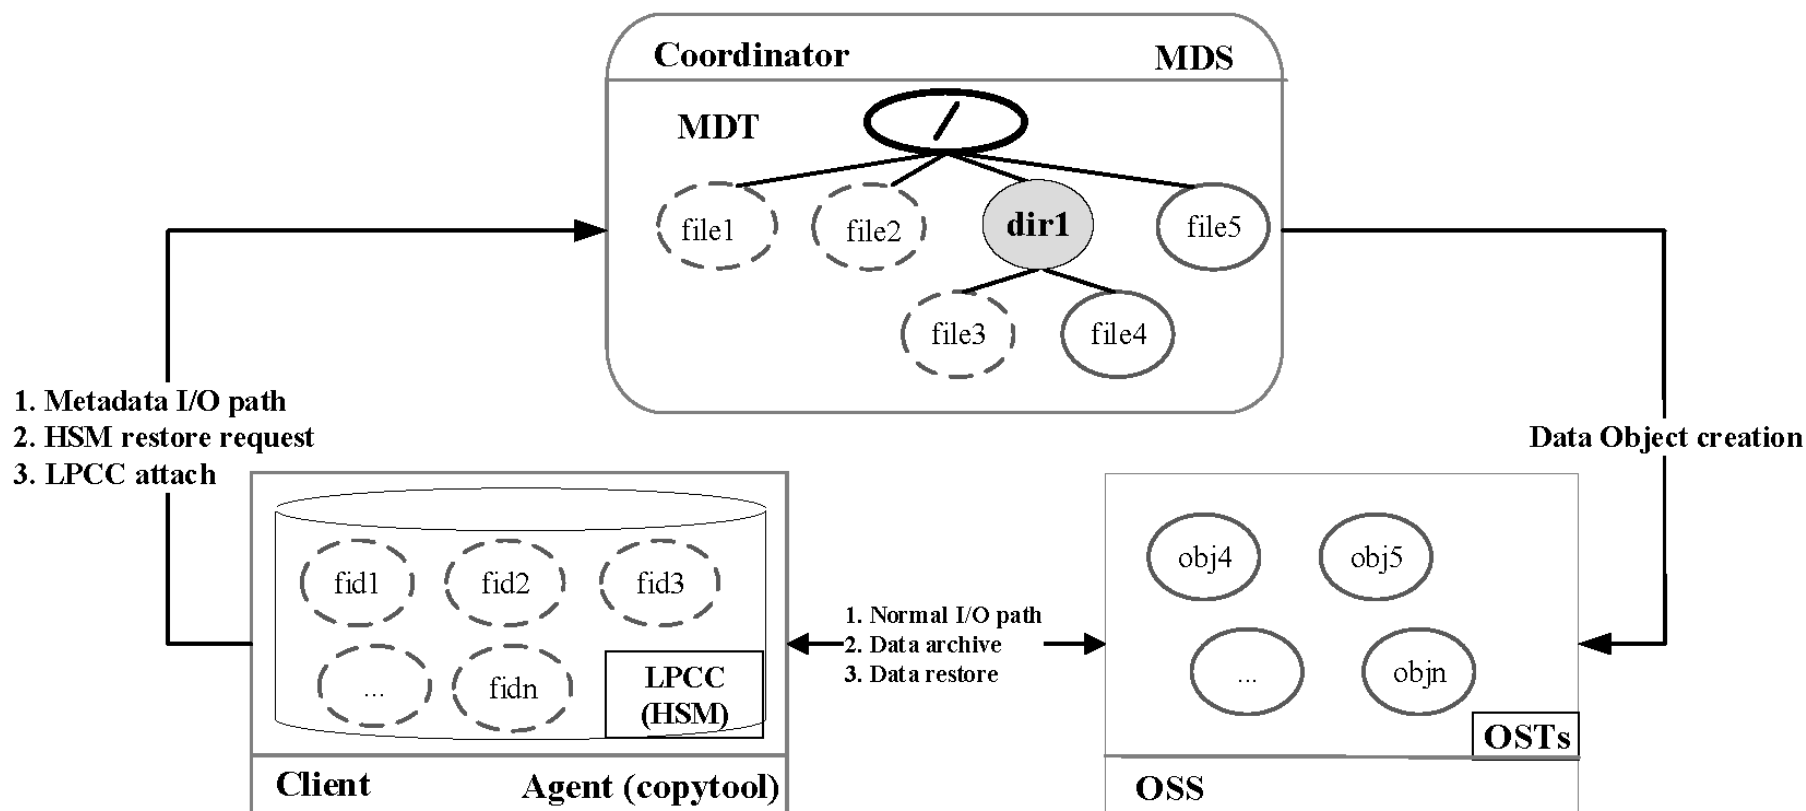 Coordinator MDS
MDT
/
file1 file2 dir1 file5
file3 file4
1. Metadata I/O path
2. HSM restore request
3. LPCC attach
Data Object creation
fid1 fid2 fid3
... fidn
LPCC
(HSM)
Client Agent (copytool)
1. Normal I/O path
2. Data archive
3. Data restore
obj4 obj5
... objn
OSTs
OSS